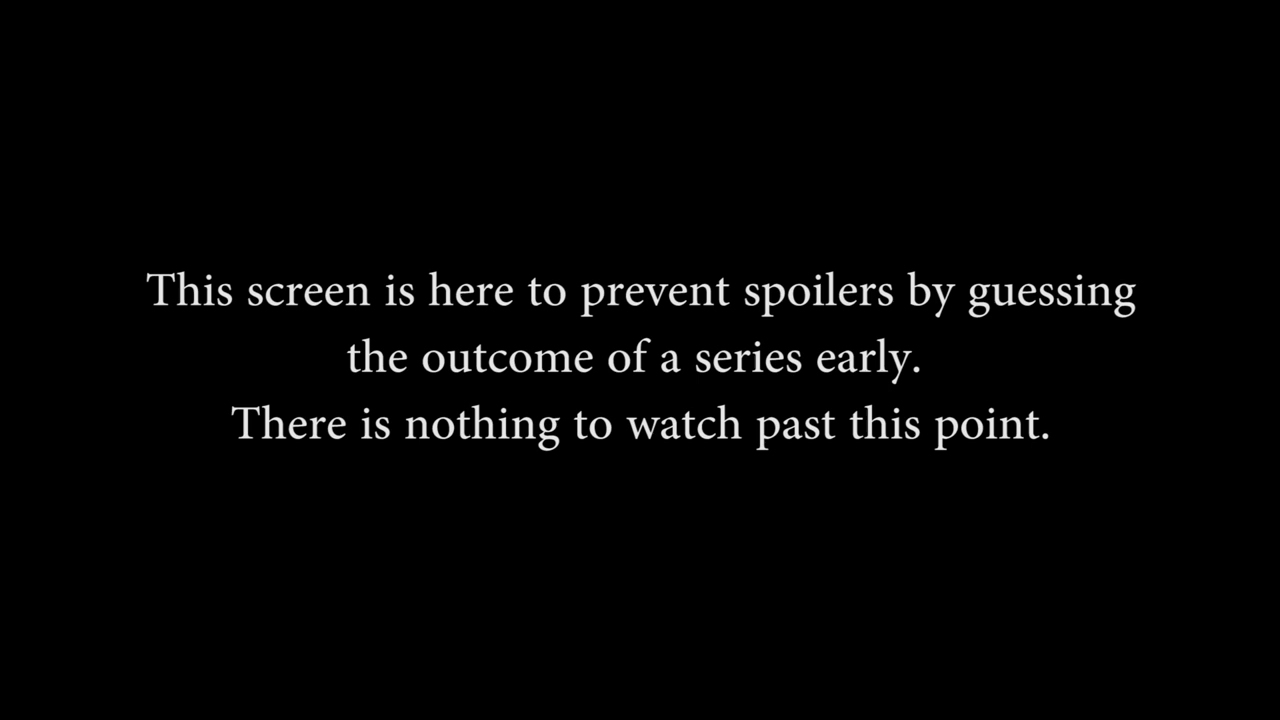 This screen is here to prevent spoilers by guessing
the outcome of a series early.
There is nothing to watch past this point.